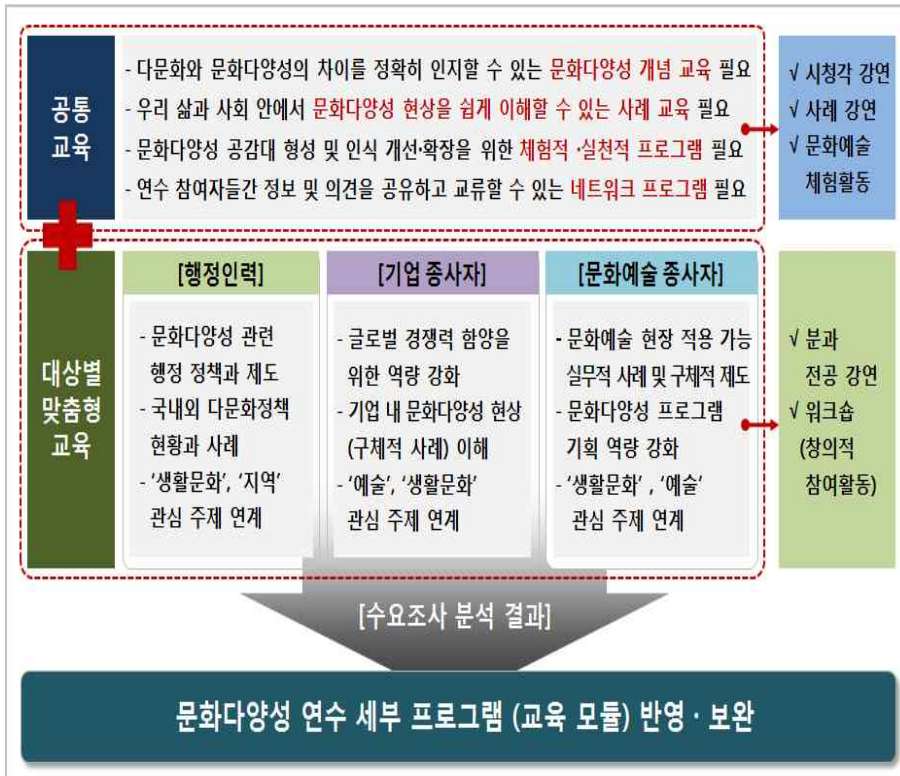 공통
교육
- 다문화와 문화다양성의 차이를 정확히 인지할 수 있는 문화다양성 개념 교육 필요
- 우리 삶과 사회 안에서 문화다양성 현상을 쉽게 이해할 수 있는 사례 교육 필요
- 문화다양성 공감대 형성 및 인식 개선·확장을 위한 체험적·실천적 프로그램 필요
- 연수 참여자들간 정보 및 의견을 공유하고 교류할 수 있는 네트워크 프로그램 필요
√ 시청각 강연
√ 사례 강연
√ 문화예술
체험활동
대상별
맞춤형
교육
[행정인력]
- 문화다양성 관련
행정 정책과 제도
- 국내외 다문화정책
현황과 사례
- ‘생활문화’, ‘지역’
관심 주제 연계
[기업 종사자]
- 글로벌 경쟁력 함양을
위한 역량 강화
- 기업 내 문화다양성 현상
(구체적 사례) 이해
- ‘예술’, ‘생활문화’
관심 주제 연계
[문화예술 종사자]
- 문화예술 현장 적용 가능
실무적 사례 및 구체적 제도
- 문화다양성 프로그램
기획 역량 강화
- ‘생활문화’ , ‘예술’
관심 주제 연계
√ 분과
전공 강연
√ 워크숍
(창의적
참여활동)
[수요조사 분석 결과]
문화다양성 연수 세부 프로그램 (교육 모듈) 반영 · 보완